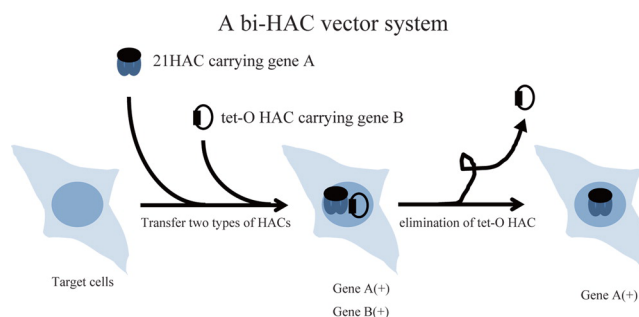 A bi-HAC vector system
21HAC carrying gene A
tet-O HAC carrying gene B
Transfer two types of HACs
elimination of tet-O HAC
Target cells
Gene A(+)
Gene B(+)
Gene A(+)